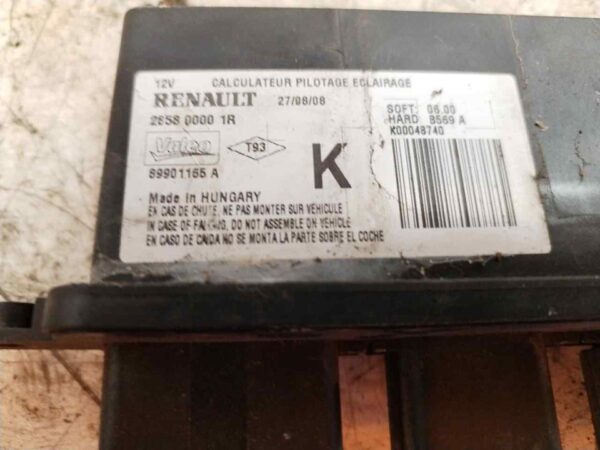 12V CALCULATEUR PILOTAGE ECLAIRAGE
RENAULT 27/08/08
28580 0000 1R
SOFT: 06.00
HARD 8569 A
K00048740
Valeo
T93
K
89901165 A
Made in HUNGARY
EN CAS DE CHUTE, NE PAS MONTER SUR VEHICULE
IN CASE OF FALLING, DO NOT ASSEMBLE ON VEHICLE
EN CASO DE CAIDA NO SE MONTA LA PARTE SOBRE EL COCHE